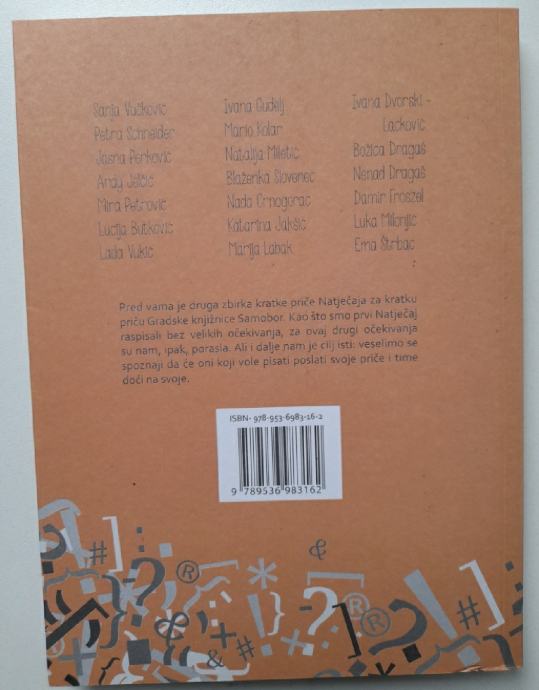 Sanja Vučković
Petra Schneider
Jasna Perković
Andy Jelčić
Mira Petrović
Lucija Butković
Lada Vukić
Ivana Gudelj
Mario Kolar
Natalija Miletić
Blaženka Slovenec
Nada Crnogorac
Katarina Jakšić
Marija Labak
Ivana Dvorski -
Lacković
Božica Dragaš
Nenad Dragaš
Damir Troszel
Luka Milonjić
Ema Štrbac
Pred vama je druga zbirka kratke priče Natječaja za kratku
priču Gradske knjižnice Samobor. Kao što smo prvi Natječaj
raspisali bez velikih očekivanja, za ovaj drugi očekivanja
su nam, ipak, porasla. Ali i dalje nam je cilj isti: veselimo se
spoznaji da će oni koji vole pisati poslati svoje priče i time
doći na svoje.
ISBN- 978-953-6983-16-2
9 789536 983162